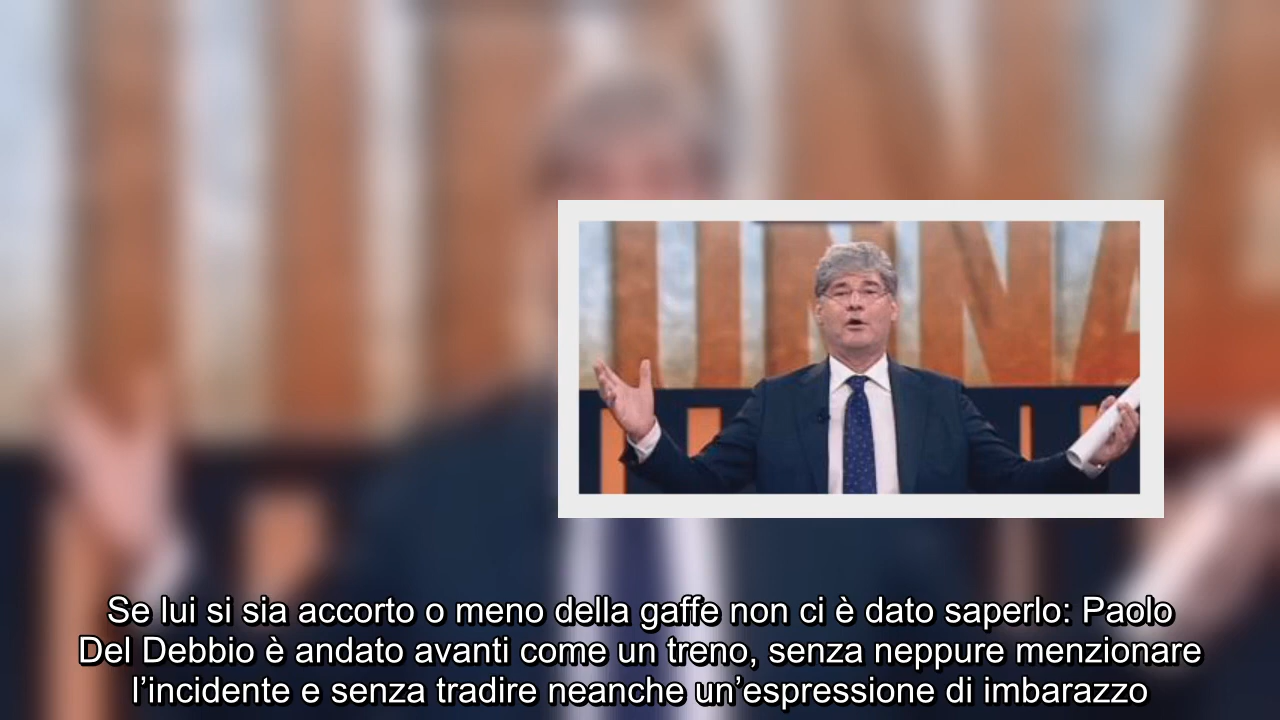 Se lui si sia accorto o meno della gaffe non ci è dato saperlo: Paolo
Del Debbio è andato avanti come un treno, senza neppure menzionare
l’incidente e senza tradire neanche un’espressione di imbarazzo